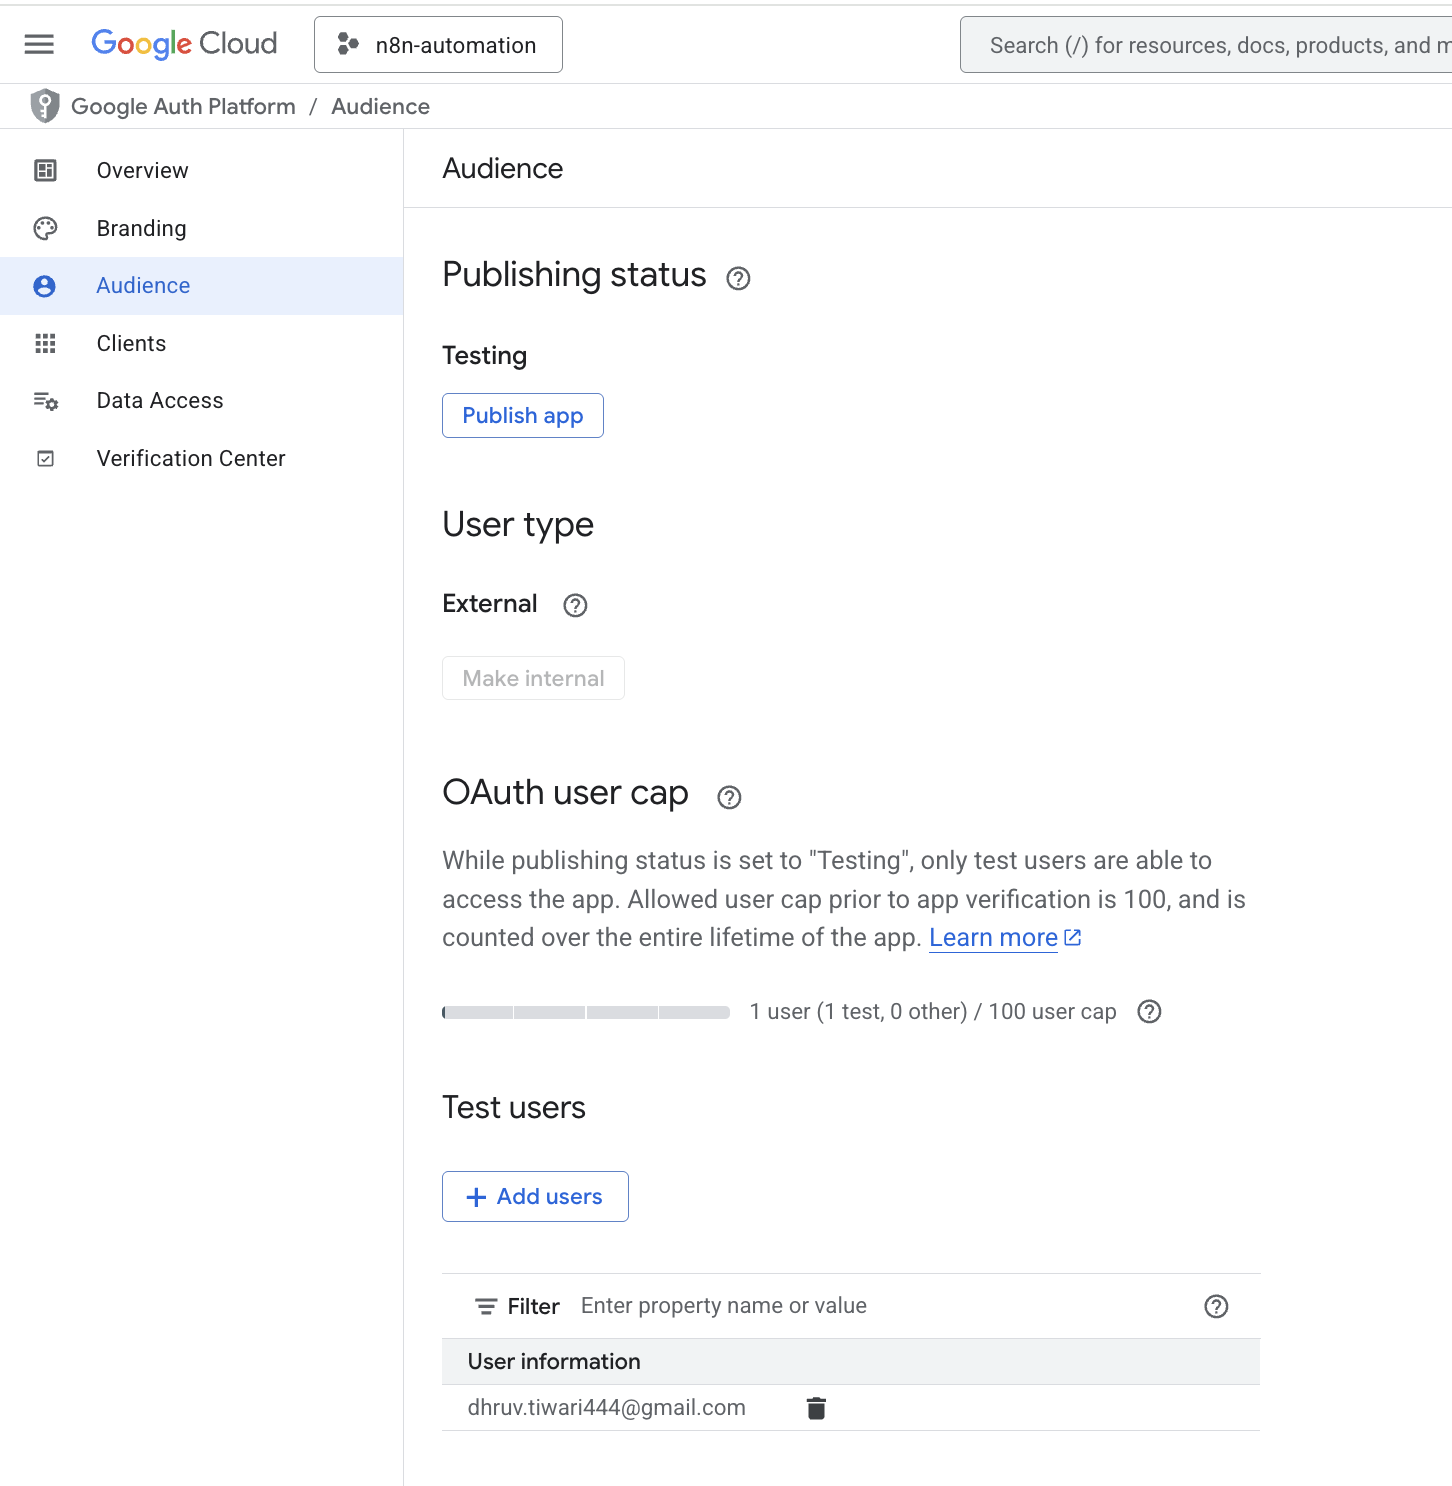 Google Cloud
n8n-automation
Search (/) for resources, docs, products, and m
Google Auth Platform / Audience
Overview
Branding
Audience
Clients
Data Access
Verification Center
Audience
Publishing status
Testing
Publish app
User type
External
Make internal
OAuth user cap
While publishing status is set to "Testing", only test users are able to
access the app. Allowed user cap prior to app verification is 100, and is
counted over the entire lifetime of the app. Learn more
1 user (1 test, 0 other) / 100 user cap
Test users
+ Add users
Filter Enter property name or value
User information
dhruv.tiwari444@gmail.com